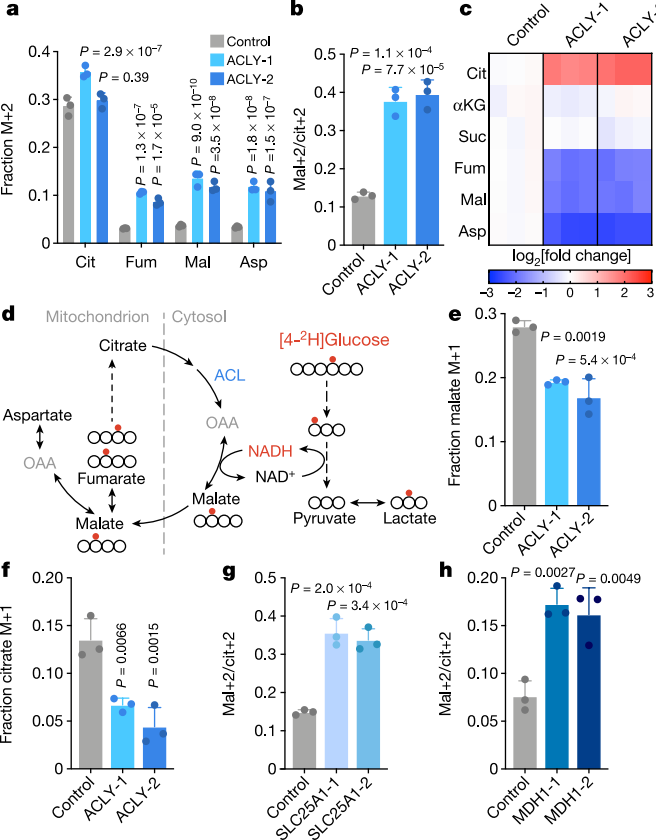 a
Fraction M+2
0.4
0.3
0.2
0.1
0
P = 2.9 × 10⁻⁷
P = 0.39
P = 1.3 × 10⁻⁷
P = 1.7 × 10⁻⁵
P = 9.0 × 10⁻¹⁰
P = 3.5 × 10⁻⁸
P = 1.8 × 10⁻⁸
P = 1.5 × 10⁻⁷
Control
ACLY-1
ACLY-2
Cit Fum Mal Asp
b
Mal+2/cit+2
P = 1.1 × 10⁻⁴
P = 7.7 × 10⁻⁵
0.5
0.4
0.3
0.2
0.1
0
Control
ACLY-1
ACLY-2
c
Control
ACLY-1
Cit
αKG
Suc
Fum
Mal
Asp
log₂[fold change]
−3 −2 −1 0 1 2 3
d
Mitochondrion
Cytosol
Citrate
ACL
[4-²H]Glucose
Aspartate
OAA
OAA
NADH
NAD⁺
Fumarate
Malate
Malate
Pyruvate
Lactate
e
Fraction malate M+1
0.3
0.2
0.1
0
P = 0.0019
P = 5.4 × 10⁻⁴
Control
ACLY-1
ACLY-2
f
Fraction citrate M+1
0.20
0.15
0.10
0.05
0
P = 0.0066
P = 0.0015
Control
ACLY-1
ACLY-2
g
Mal+2/cit+2
0.5
0.4
0.3
0.2
0.1
0
P = 2.0 × 10⁻⁴
P = 3.4 × 10⁻⁴
Control
SLC25A1-1
SLC25A1-2
h
Mal+2/cit+2
0.20
0.15
0.10
0.05
0
P = 0.0027
P = 0.0049
Control
MDH1-1
MDH1-2